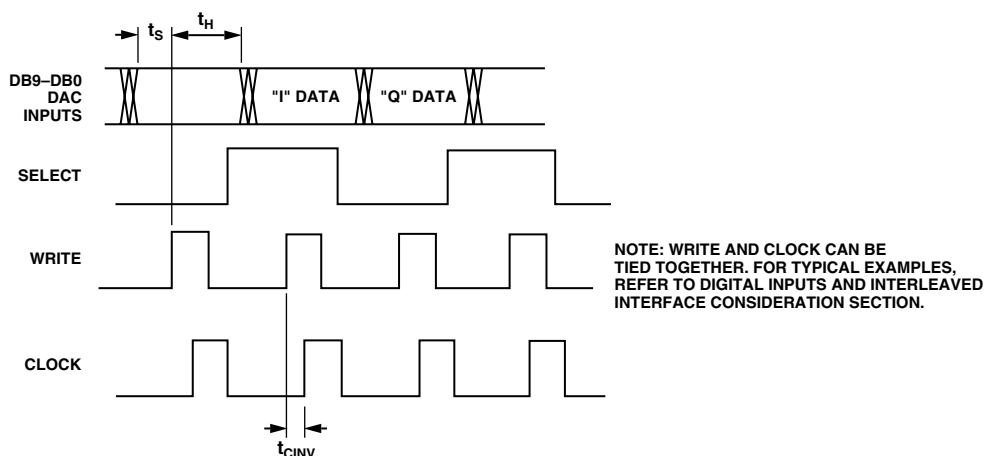 tS
tH
DB9–DB0
DAC
INPUTS
"I" DATA
"Q" DATA
SELECT
WRITE
NOTE: WRITE AND CLOCK CAN BE
TIED TOGETHER. FOR TYPICAL EXAMPLES,
REFER TO DIGITAL INPUTS AND INTERLEAVED
INTERFACE CONSIDERATION SECTION.
CLOCK
tCINV